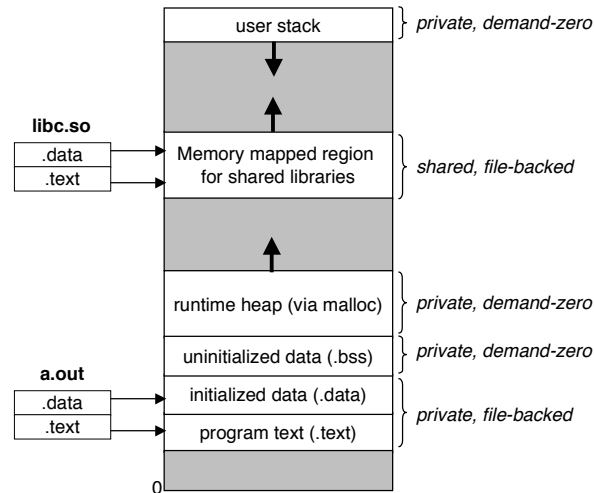 user stack
private, demand-zero
libc.so
.data
.text
Memory mapped region
for shared libraries
shared, file-backed
runtime heap (via malloc)
private, demand-zero
uninitialized data (.bss)
private, demand-zero
a.out
.data
.text
initialized data (.data)
program text (.text)
private, file-backed
0